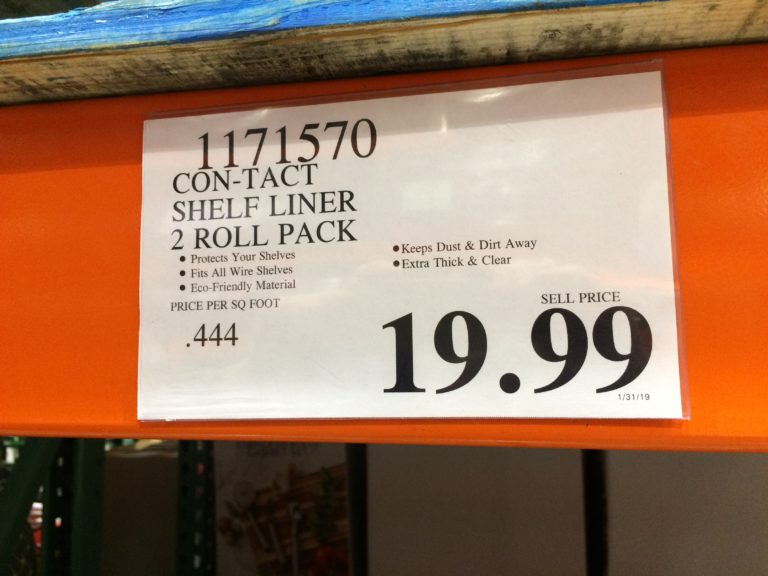 1171570
CON-TACT
SHELF LINER
2 ROLL PACK
• Protects Your Shelves
• Fits All Wire Shelves
• Eco-Friendly Material
• Keeps Dust & Dirt Away
• Extra Thick & Clear
PRICE PER SQ FOOT
.444
SELL PRICE
19.99
1/31/19